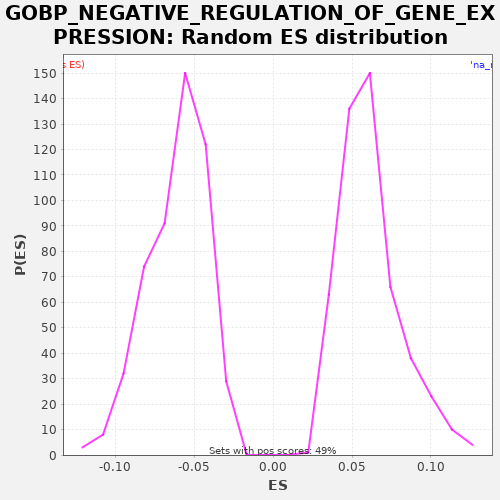 GOBP_NEGATIVE_REGULATION_OF_GENE_EX
PRESSION: Random ES distribution
s ES)
'na_r
150
140
130
120
110
100
90
80
70
60
50
40
30
20
10
0
P(ES)
Sets with pos scores: 49%
-0.10 -0.05 0.00 0.05 0.10
ES